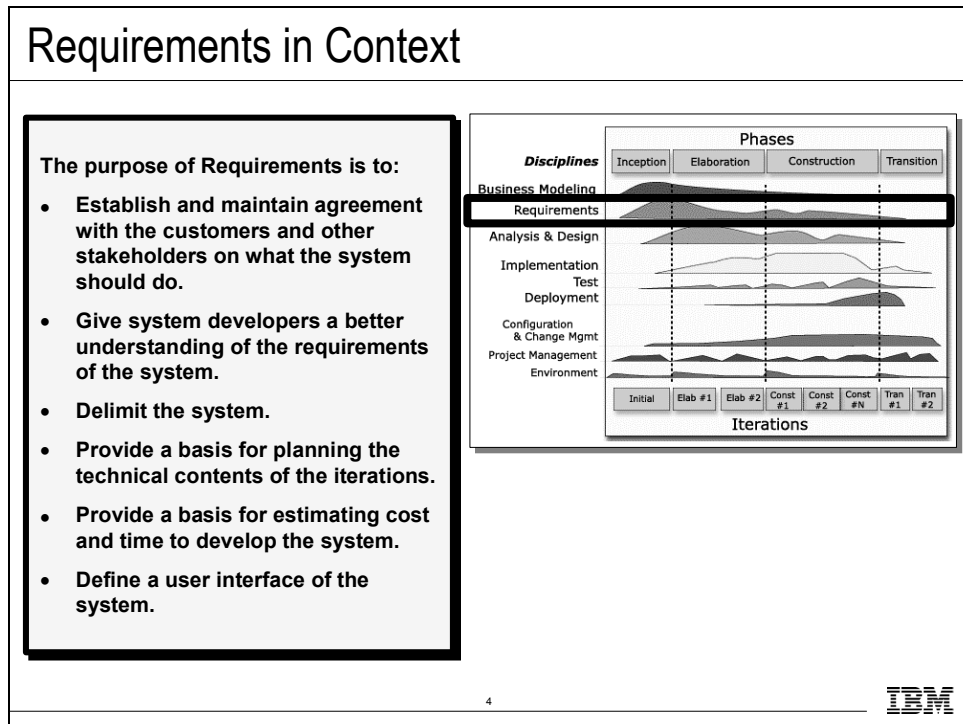 Requirements in Context
The purpose of Requirements is to:
• Establish and maintain agreement
with the customers and other
stakeholders on what the system
should do.
• Give system developers a better
understanding of the requirements
of the system.
• Delimit the system.
• Provide a basis for planning the
technical contents of the iterations.
• Provide a basis for estimating cost
and time to develop the system.
• Define a user interface of the
system.
Phases
Disciplines
Inception
Elaboration
Construction
Transition
Business Modeling
Requirements
Analysis & Design
Implementation
Test
Deployment
Configuration
& Change Mgmt
Project Management
Environment
Initial
Elab #1
Elab #2
Const
#1
Const
#2
Const
#N
Tran
#1
Tran
#2
Iterations
4
IBM